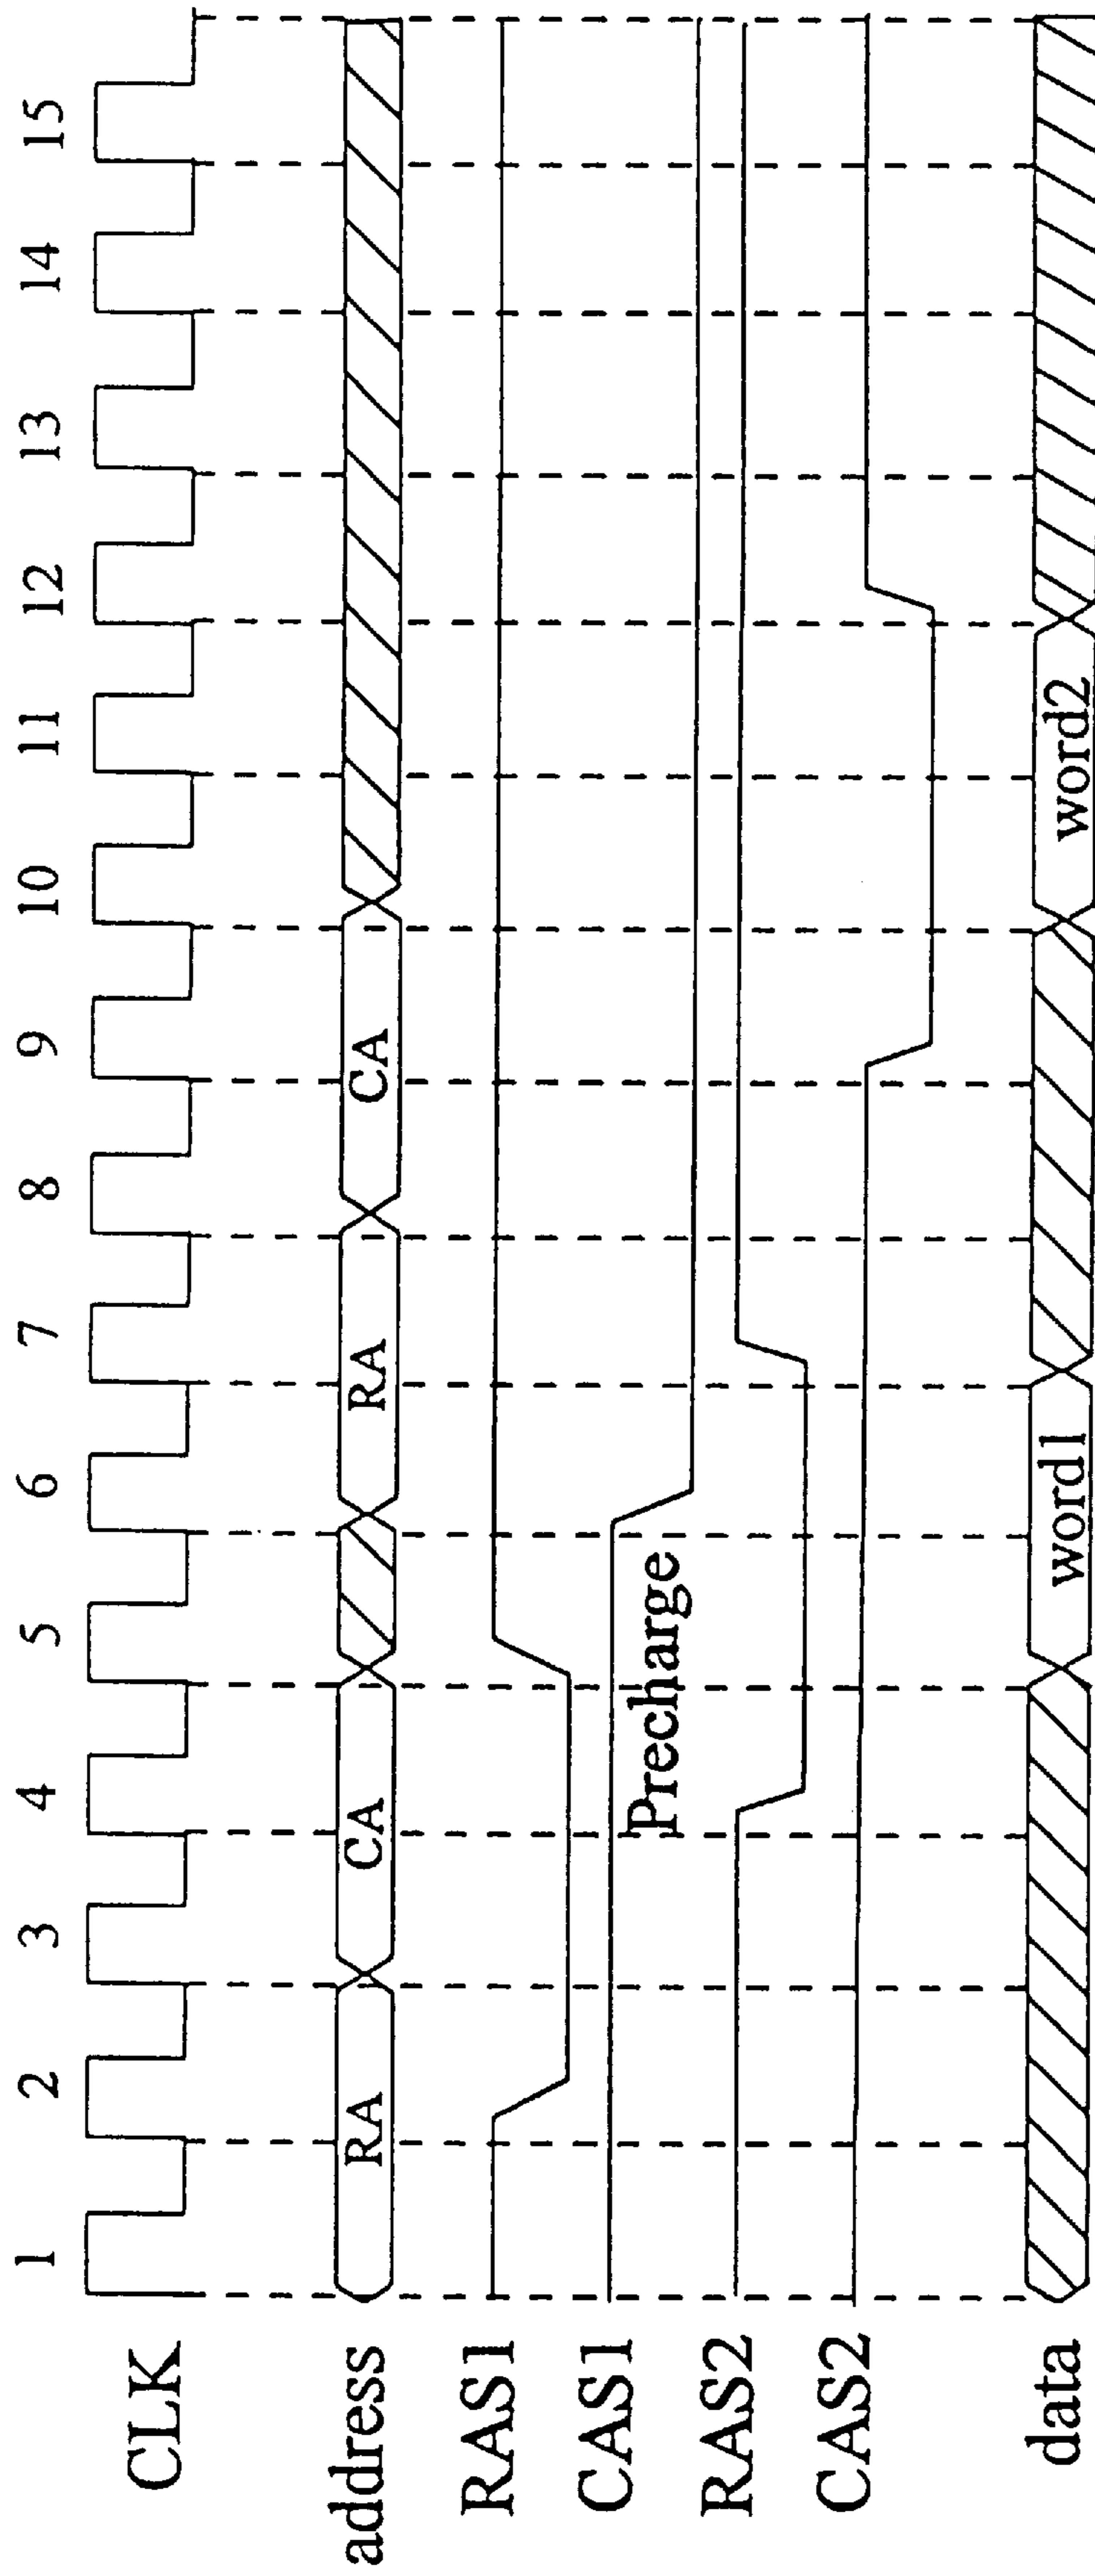 1 2 3 4 5 6 7 8 9 10 11 12 13 14 15
CLK
address RA CA RA CA
RAS1
CAS1
Precharge
RAS2
CAS2
data word1 word2